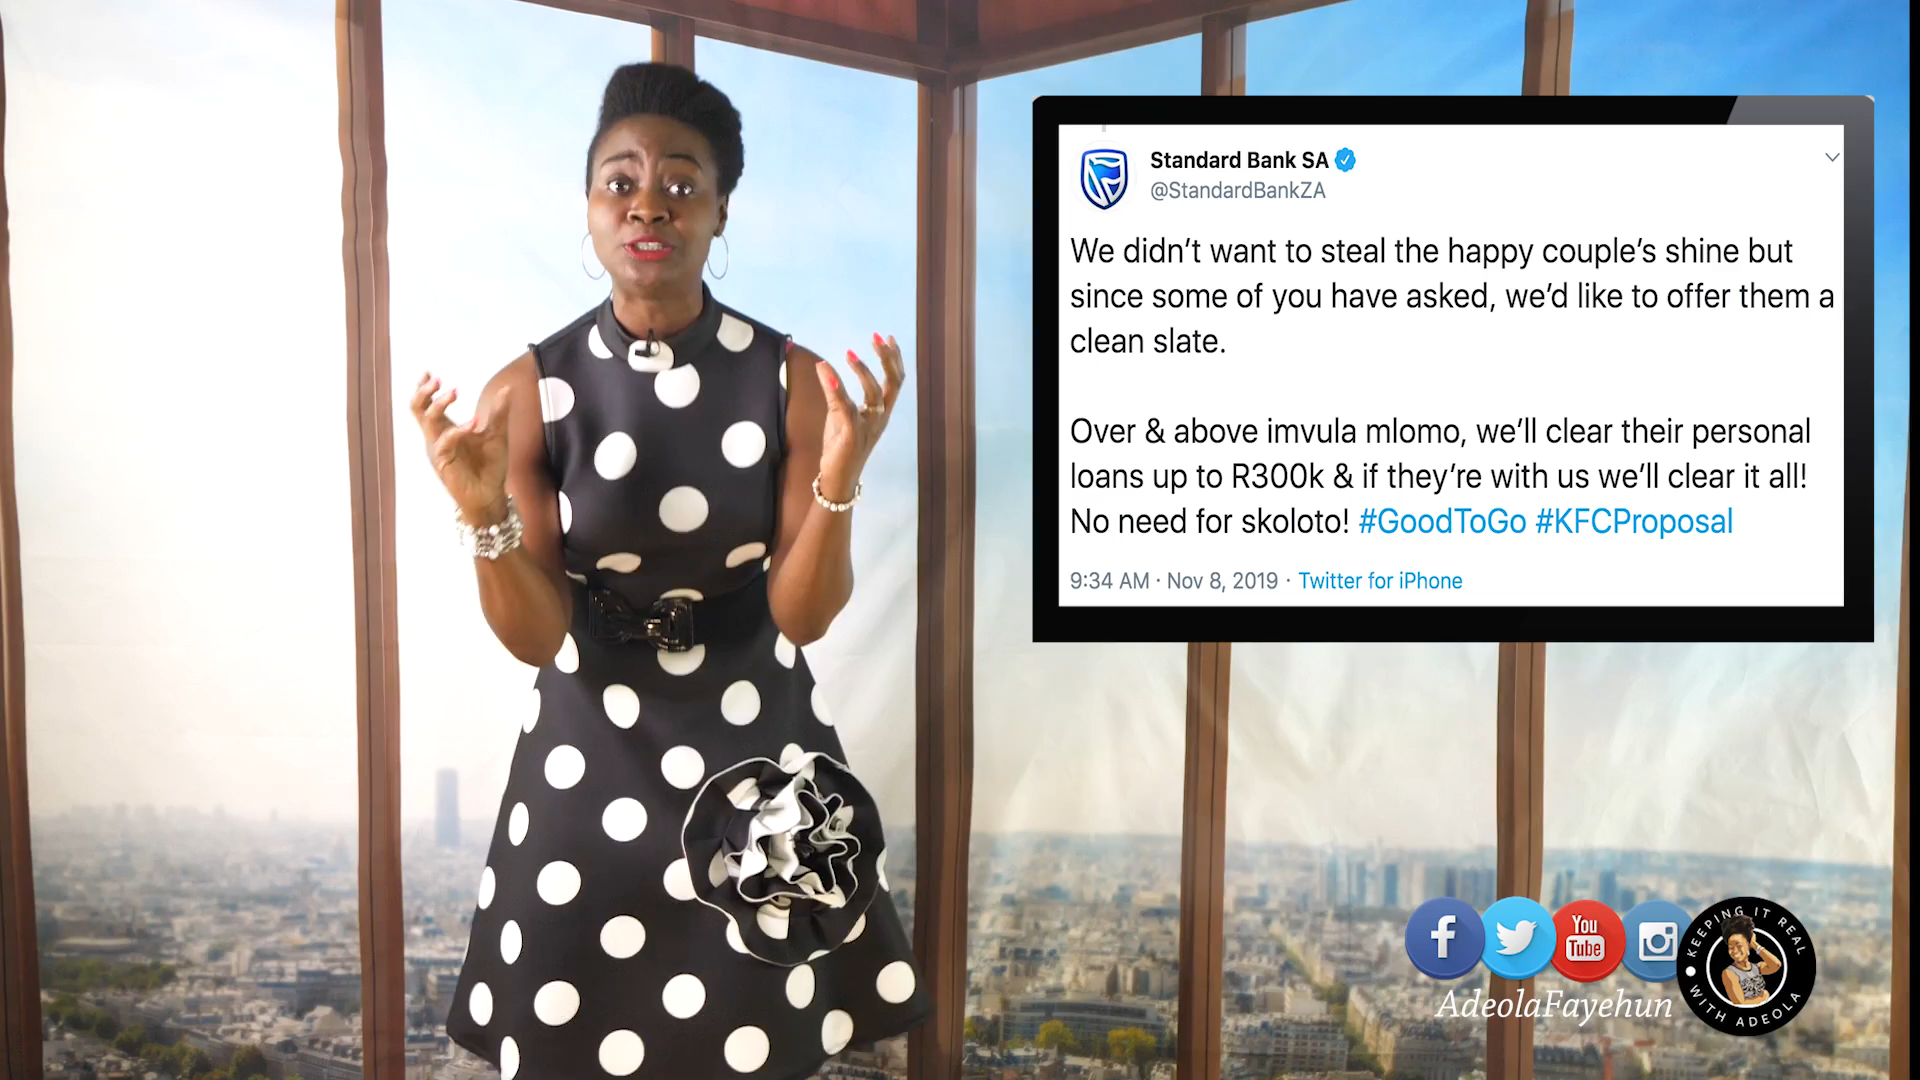 Standard Bank SA
@StandardBankZA
We didn’t want to steal the happy couple’s shine but
since some of you have asked, we’d like to offer them a
clean slate.
Over & above imvula mlomo, we’ll clear their personal
loans up to R300k & if they’re with us we’ll clear it all!
No need for skoloto! #GoodToGo #KFCProposal
9:34 AM · Nov 8, 2019 · Twitter for iPhone
You
Tube
AdeolaFayehun
KEEPING IT REAL
WITH ADEOLA